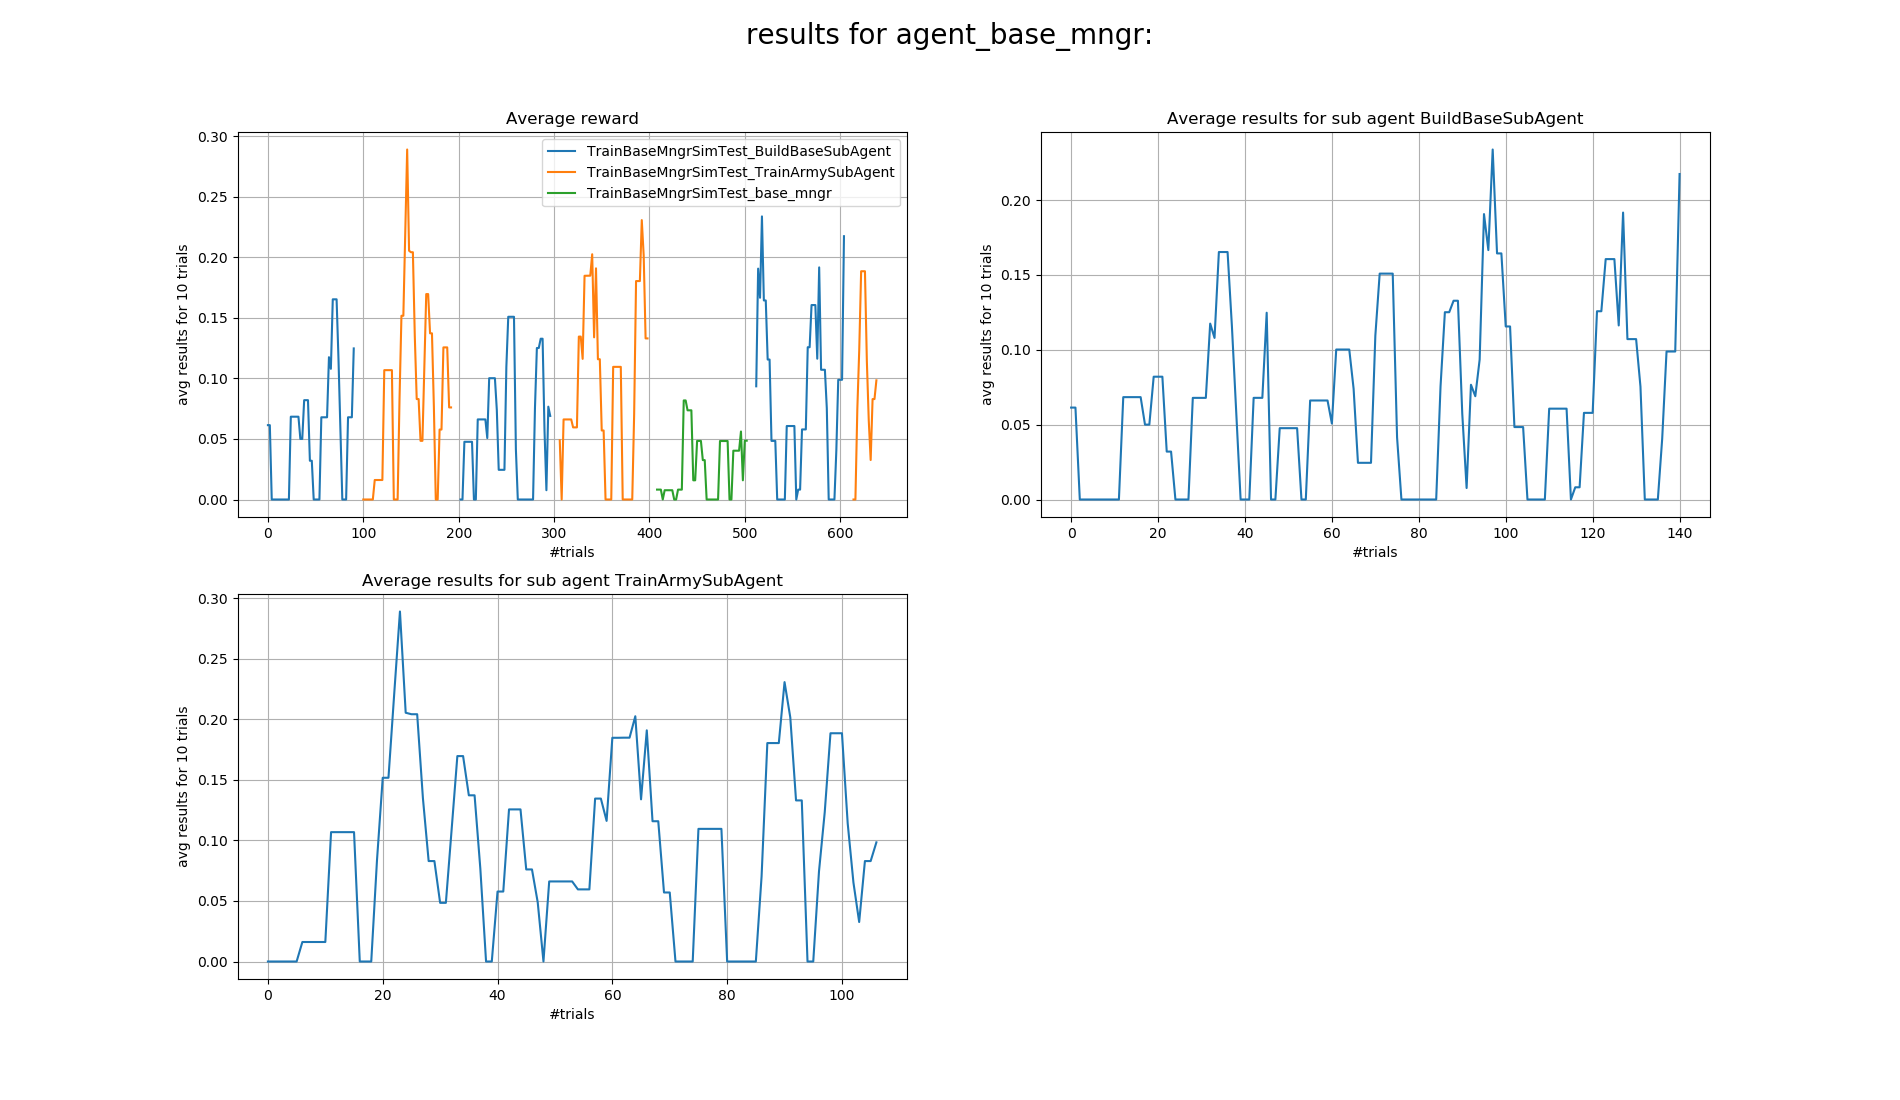 results for agent_base_mngr:
Average reward
avg results for 10 trials
0.30
0.25
0.20
0.15
0.10
0.05
0.00
TrainBaseMngrSimTest_BuildBaseSubAgent
TrainBaseMngrSimTest_TrainArmySubAgent
TrainBaseMngrSimTest_base_mngr
0 100 200 300 400 500 600
#trials
Average results for sub agent BuildBaseSubAgent
avg results for 10 trials
0.20
0.15
0.10
0.05
0.00
0 20 40 60 80 100 120 140
#trials
Average results for sub agent TrainArmySubAgent
avg results for 10 trials
0.30
0.25
0.20
0.15
0.10
0.05
0.00
0 20 40 60 80 100
#trials